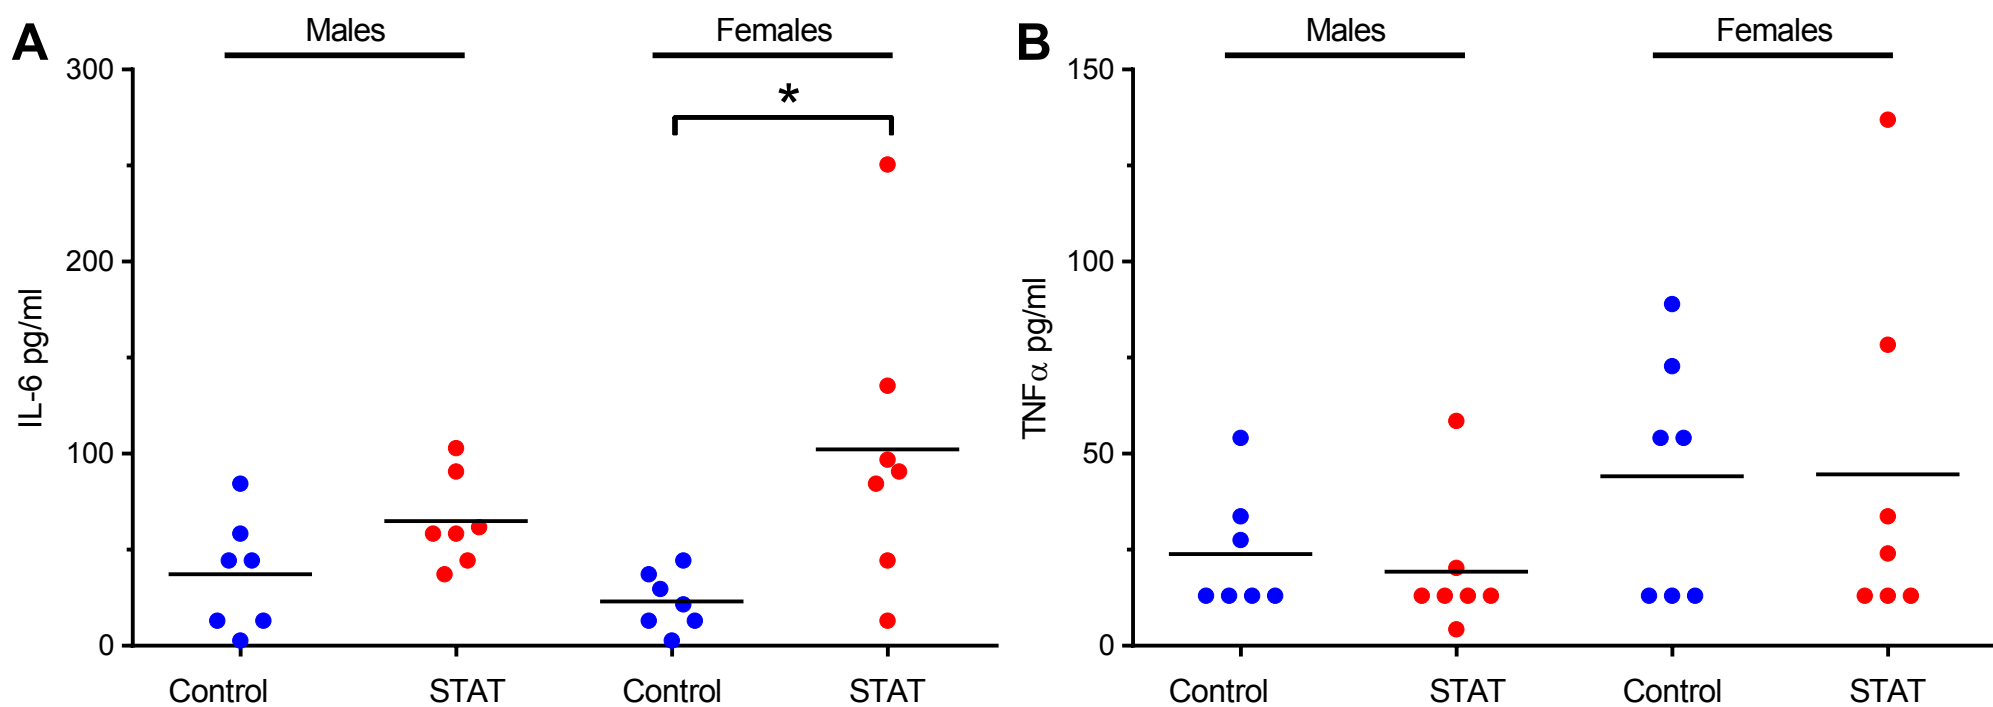 A
Males
Females
300
200
100
0
IL-6 pg/ml
*
Control
STAT
Control
STAT
B
Males
Females
150
100
50
0
TNFα pg/ml
Control
STAT
Control
STAT